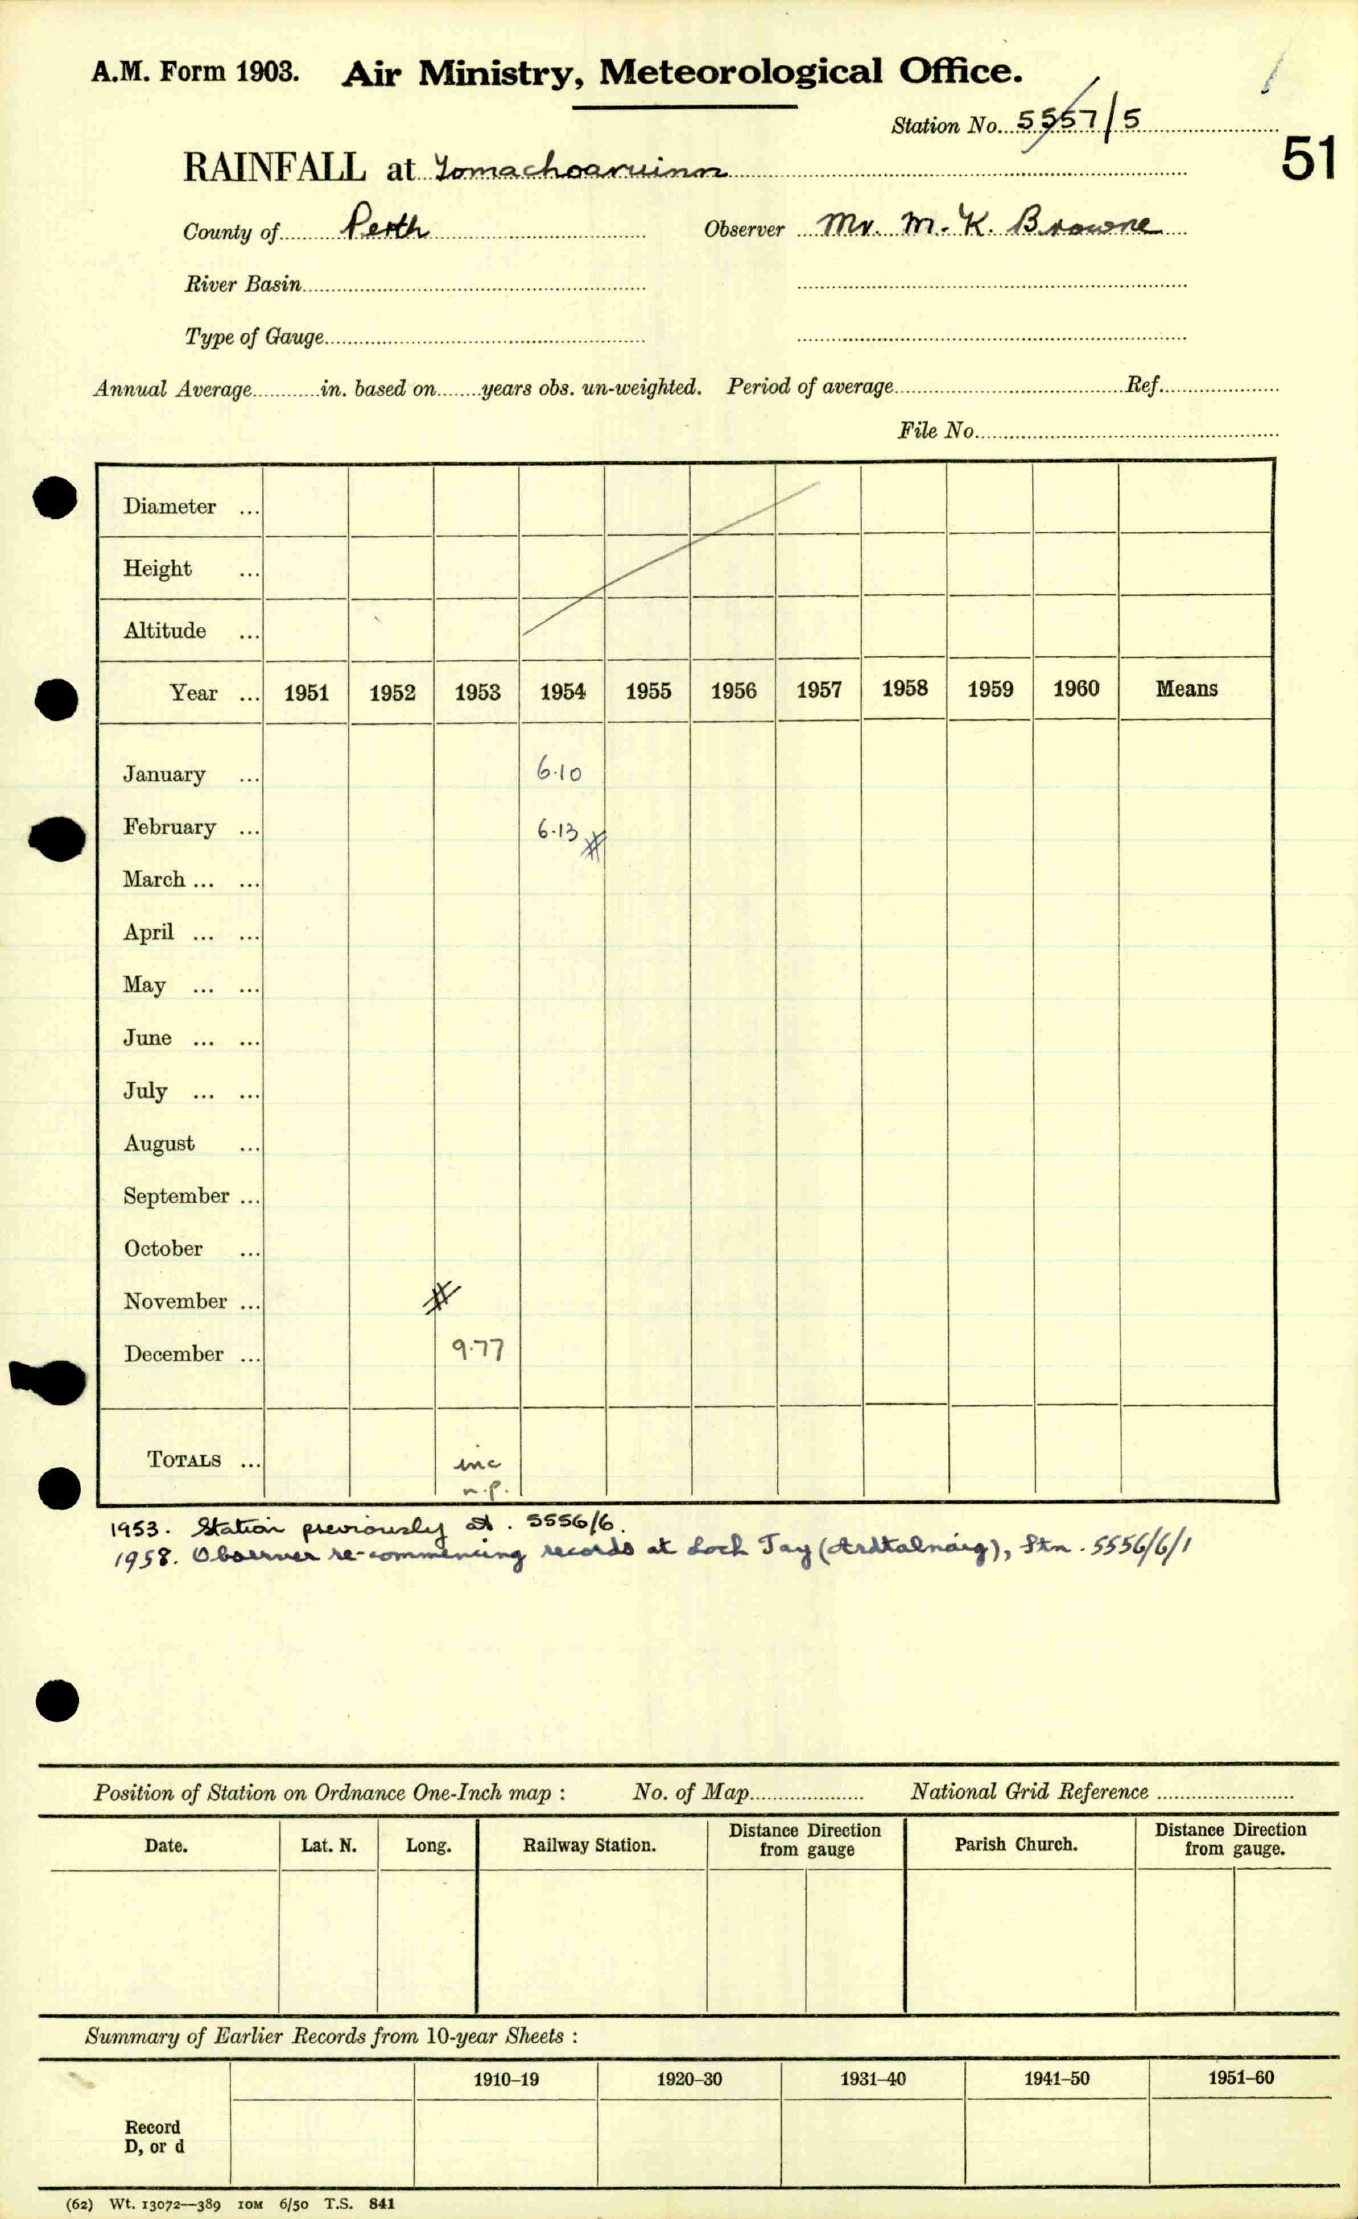 A.M. Form 1903. Air Ministry, Meteorological Office.
Station No. 5557/5
51
RAINFALL at Tomachoaruinn
County of Perth Observer Mr. M. K. Browne
River Basin
Type of Gauge
Annual Average in. based on years obs. un-weighted. Period of average Ref.
File No.
Diameter ...
Height ...
Altitude ...
Year ... 1951 1952 1953 1954 1955 1956 1957 1958 1959 1960 Means
January ... 6.10
February ... 6.13 #
March ... ...
April ... ...
May ... ...
June ... ...
July ... ...
August ...
September ...
October ...
November ... #
December ... 9.77
TOTALS ... inc
n.p.
1953. Station previously at . 5556/6.
1958. Observer re-commencing records at Loch Tay (Ardtalnaig), Stn. 5556/6/1
Position of Station on Ordnance One-Inch map : No. of Map National Grid Reference
Date. Lat. N. Long. Railway Station. Distance Direction from gauge Parish Church. Distance Direction from gauge.
Summary of Earlier Records from 10-year Sheets :
1910–19 1920–30 1931–40 1941–50 1951–60
Record
D, or d
(62) Wt. 13072—389 10M 6/50 T.S. 841